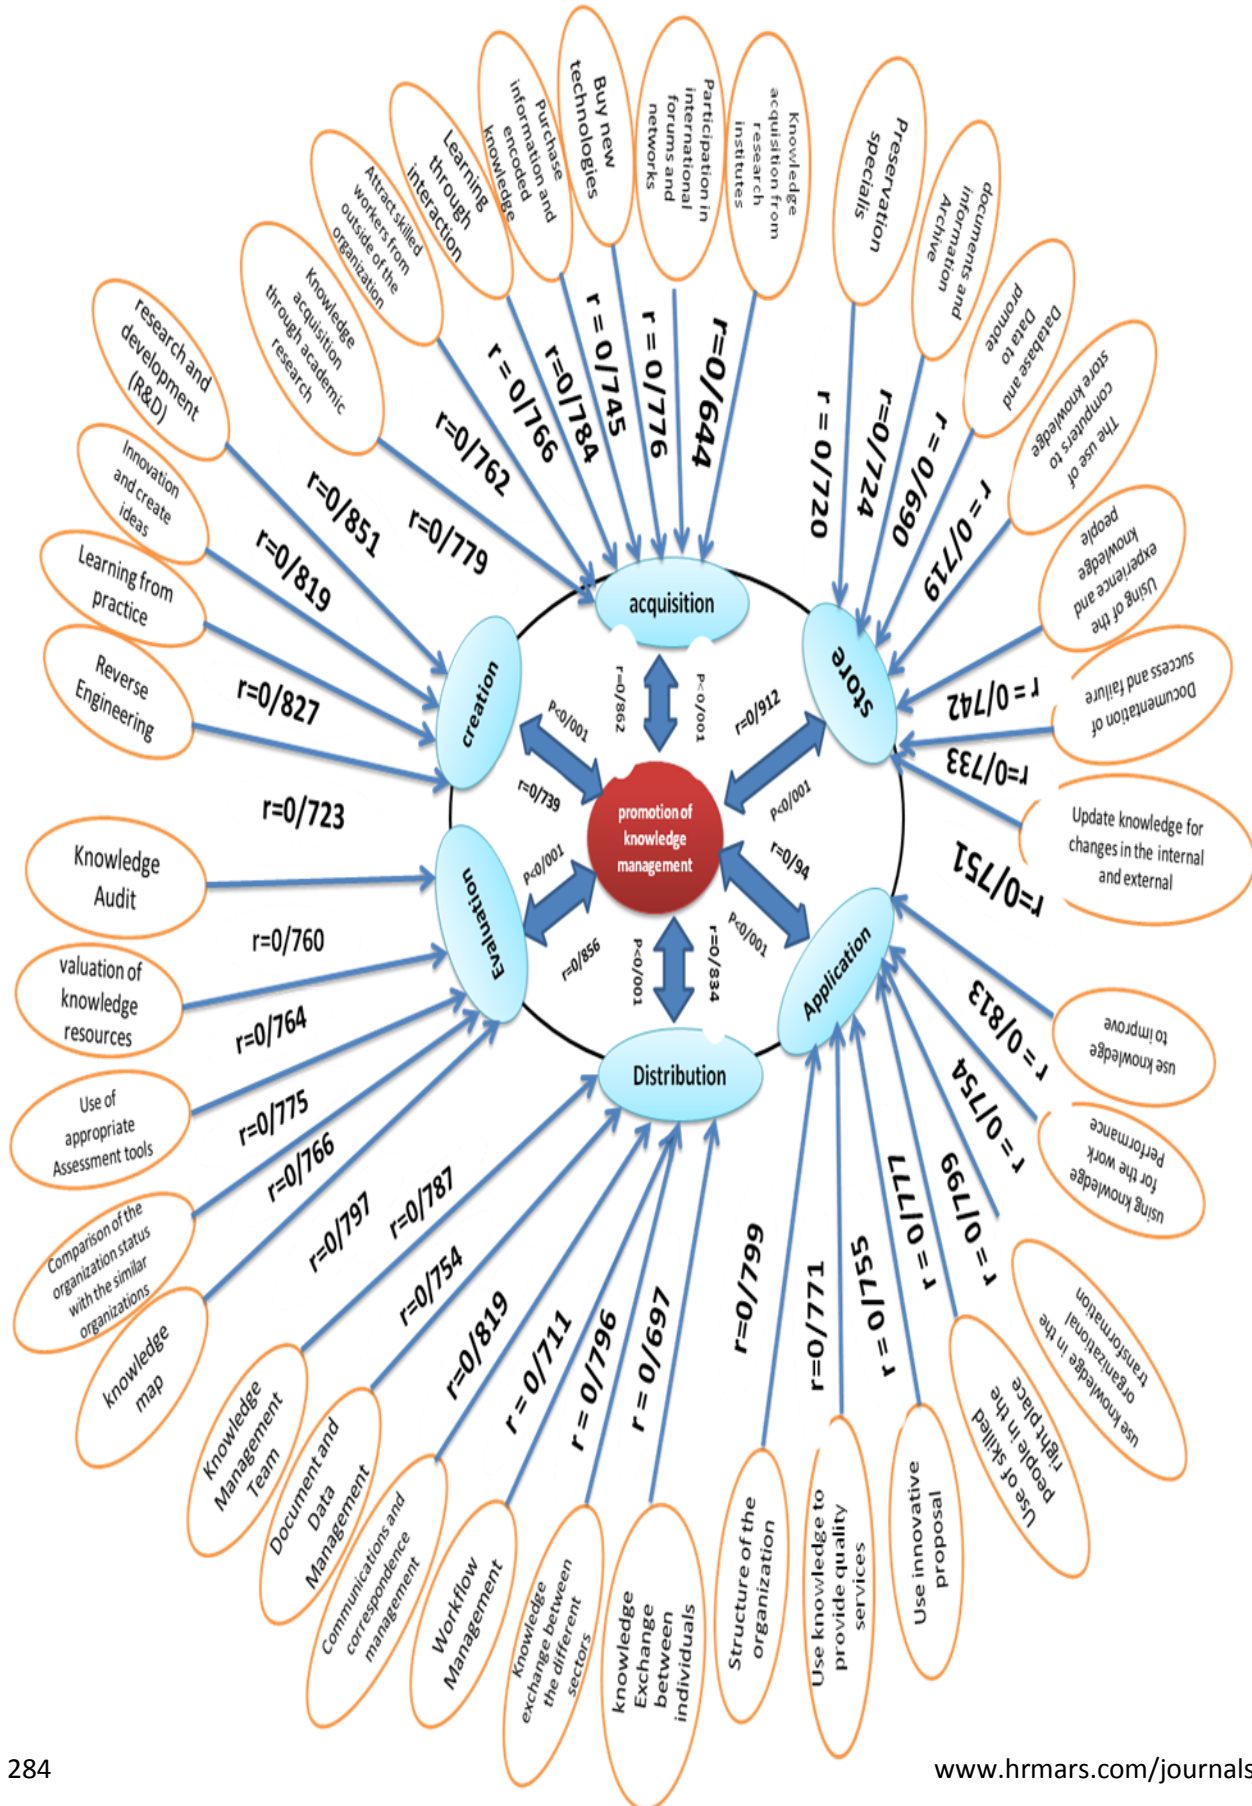 Knowledge
acquisition from
research
institutes
Participation in
international
forums and
networks
Buy new
technologies
Purchase
information and
encoded
knowledge
Learning
through
interaction
Attract skilled
workers from
outside of the
organization
Knowledge
acquisition
through academic
research
research and
development
(R&D)
Innovation
and create
ideas
Learning from
practice
Reverse
Engineering
Knowledge
Audit
valuation of
knowledge
resources
Use of
appropriate
Assessment tools
Comparison of the
organization status
with the similar
organizations
knowledge
map
Knowledge
Management
Team
Document and
Data
Management
Communications and
correspondence
management
Workflow
Management
Knowledge
exchange between
the different
sectors
knowledge
Exchange
between
individuals
Structure of the
organization
Use knowledge to
provide quality
services
Use innovative
proposal
Use of skilled
people in the
right place
use knowledge in the
organizational
transformation
using knowledge
for the work
Performance
use knowledge
to improve
Update knowledge for
changes in the internal
and external
Documentation of
success and failure
Using of the
experience and
knowledge
people
The use of
computers to
store knowledge
Database and
Data to
promote
documents and
information
Archive
Preservation
specialis
r=0/644
r = 0/776
r = 0/745
r=0/784
r = 0/766
r=0/762
r=0/779
r=0/851
r=0/819
r=0/827
r=0/723
r=0/760
r=0/764
r=0/775
r=0/766
r=0/797
r=0/787
r=0/754
r=0/819
r = 0/711
r = 0/796
r = 0/697
r=0/799
r=0/771
r = 0/755
r = 0/777
r = 0/799
r = 0/754
r = 0/813
r=0/751
r=0/733
r = 0/742
r = 0/719
r = 0/690
r=0/724
r = 0/720
acquisition
creation
Evaluation
Distribution
Application
Store
promotion of
knowledge
management
r=0/862
P<0/001
P<0/001
r=0/739
P<0/001
r=0/856
P<0/001
r=0/834
r=0/94
P<0/001
r=0/912
P<0/001
284
www.hrmars.com/journals